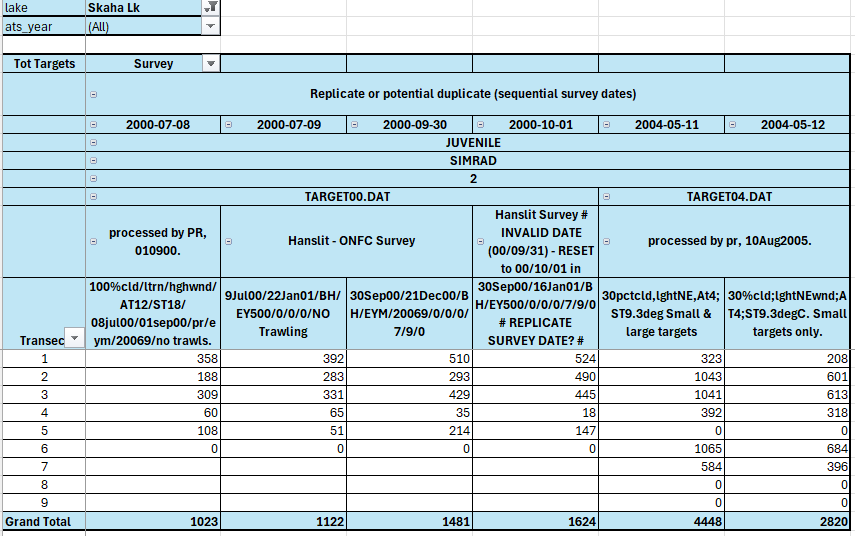 lake Skaha Lk
ats_year (All)
Tot Targets Survey
Replicate or potential duplicate (sequential survey dates)
2000-07-08 2000-07-09 2000-09-30 2000-10-01 2004-05-11 2004-05-12
JUVENILE
SIMRAD
2
TARGET00.DAT TARGET04.DAT
processed by PR,
010900.
Hanslit - ONFC Survey
Hanslit Survey #
INVALID DATE
(00/09/31) - RESET
to 00/10/01 in
processed by pr, 10Aug2005.
Transec
100%cld/ltrn/hghwnd/
AT12/ST18/
08jul00/01sep00/pr/e
ym/20069/no trawls.
9Jul00/22Jan01/BH/
EY500/0/0/0/NO
Trawling
30Sep00/21Dec00/B
H/EYM/20069/0/0/0/
7/9/0
30Sep00/16Jan01/B
H/EY500/0/0/0/7/9/0
# REPLICATE
SURVEY DATE? #
30pctcld,lghtNE,At4;
ST9.3deg Small &
large targets
30%cld;lghtNEwnd;A
T4;ST9.3degC. Small
targets only.
1 358 392 510 524 323 208
2 188 283 293 490 1043 601
3 309 331 429 445 1041 613
4 60 65 35 18 392 318
5 108 51 214 147 0 0
6 0 0 0 0 1065 684
7 584 396
8 0 0
9 0 0
Grand Total 1023 1122 1481 1624 4448 2820